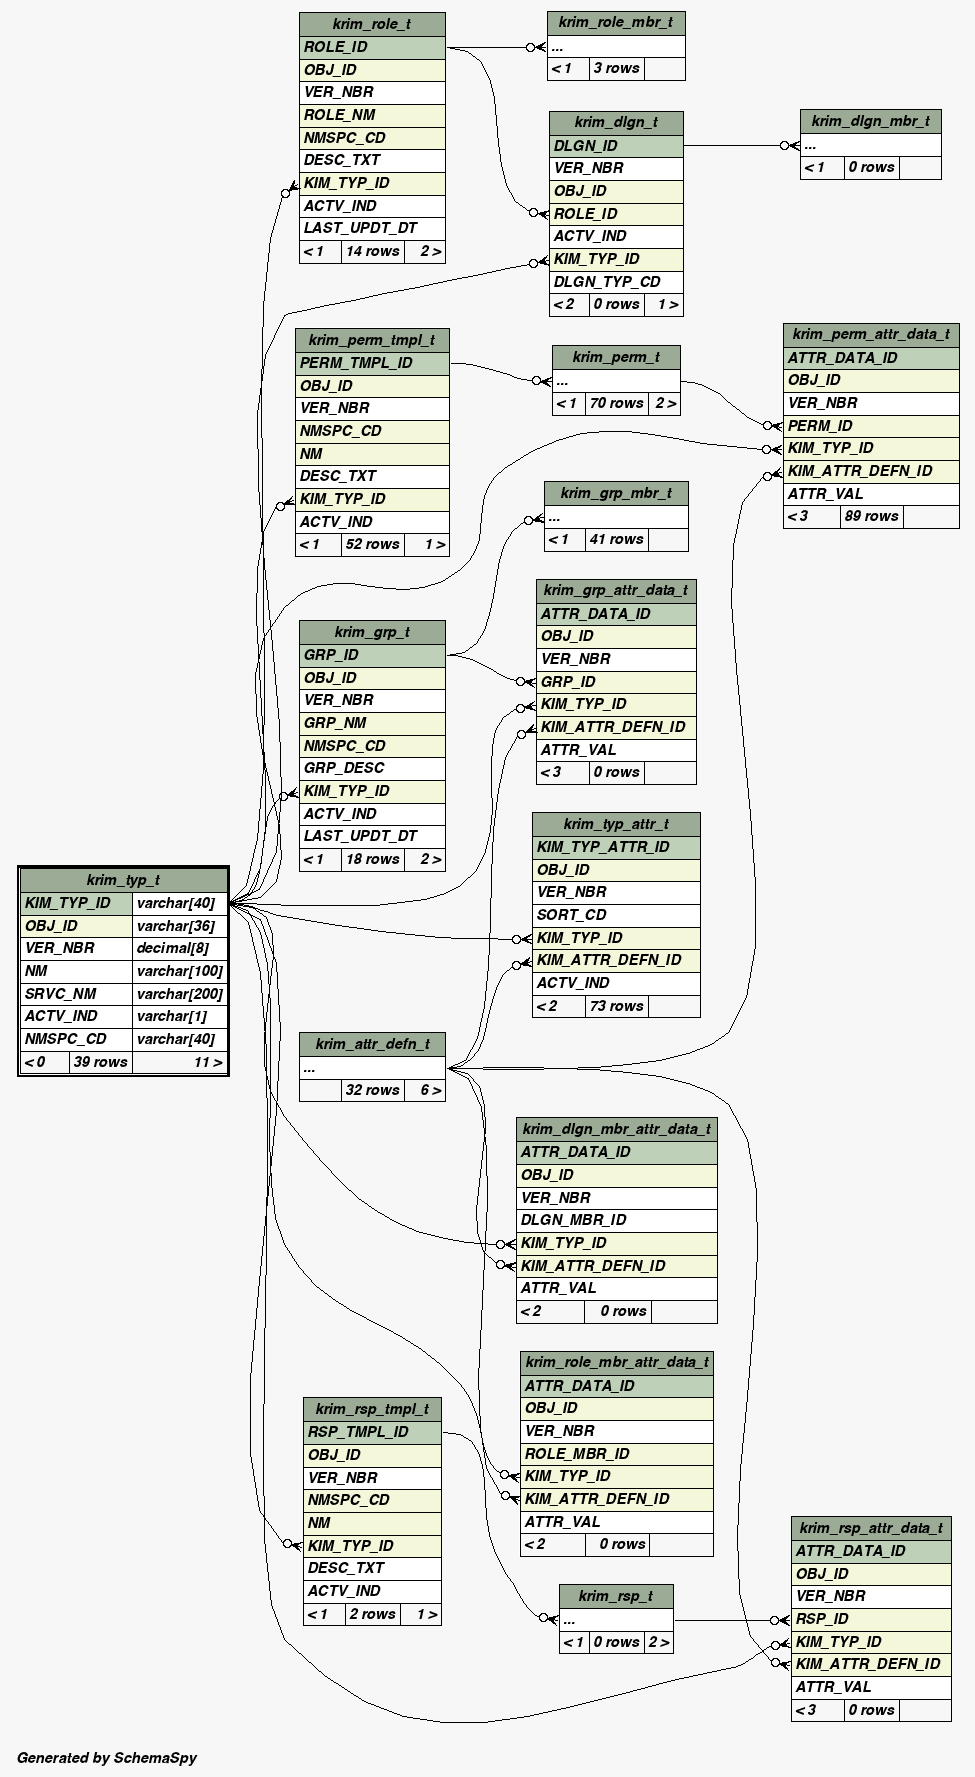 krim_role_t
ROLE_ID
OBJ_ID
VER_NBR
ROLE_NM
NMSPC_CD
DESC_TXT
KIM_TYP_ID
ACTV_IND
LAST_UPDT_DT
< 1 14 rows 2 >
krim_role_mbr_t
...
< 1 3 rows
krim_dlgn_t
DLGN_ID
VER_NBR
OBJ_ID
ROLE_ID
ACTV_IND
KIM_TYP_ID
DLGN_TYP_CD
< 2 0 rows 1 >
krim_dlgn_mbr_t
...
< 1 0 rows
krim_perm_tmpl_t
PERM_TMPL_ID
OBJ_ID
VER_NBR
NMSPC_CD
NM
DESC_TXT
KIM_TYP_ID
ACTV_IND
< 1 52 rows 1 >
krim_perm_t
...
< 1 70 rows 2 >
krim_perm_attr_data_t
ATTR_DATA_ID
OBJ_ID
VER_NBR
PERM_ID
KIM_TYP_ID
KIM_ATTR_DEFN_ID
ATTR_VAL
< 3 89 rows
krim_grp_mbr_t
...
< 1 41 rows
krim_grp_attr_data_t
ATTR_DATA_ID
OBJ_ID
VER_NBR
GRP_ID
KIM_TYP_ID
KIM_ATTR_DEFN_ID
ATTR_VAL
< 3 0 rows
krim_grp_t
GRP_ID
OBJ_ID
VER_NBR
GRP_NM
NMSPC_CD
GRP_DESC
KIM_TYP_ID
ACTV_IND
LAST_UPDT_DT
< 1 18 rows 2 >
krim_typ_attr_t
KIM_TYP_ATTR_ID
OBJ_ID
VER_NBR
SORT_CD
KIM_TYP_ID
KIM_ATTR_DEFN_ID
ACTV_IND
< 2 73 rows
krim_typ_t
KIM_TYP_ID varchar[40]
OBJ_ID varchar[36]
VER_NBR decimal[8]
NM varchar[100]
SRVC_NM varchar[200]
ACTV_IND varchar[1]
NMSPC_CD varchar[40]
< 0 39 rows 11 >
krim_attr_defn_t
...
32 rows 6 >
krim_dlgn_mbr_attr_data_t
ATTR_DATA_ID
OBJ_ID
VER_NBR
DLGN_MBR_ID
KIM_TYP_ID
KIM_ATTR_DEFN_ID
ATTR_VAL
< 2 0 rows
krim_role_mbr_attr_data_t
ATTR_DATA_ID
OBJ_ID
VER_NBR
ROLE_MBR_ID
KIM_TYP_ID
KIM_ATTR_DEFN_ID
ATTR_VAL
< 2 0 rows
krim_rsp_tmpl_t
RSP_TMPL_ID
OBJ_ID
VER_NBR
NMSPC_CD
NM
KIM_TYP_ID
DESC_TXT
ACTV_IND
< 1 2 rows 1 >
krim_rsp_t
...
< 1 0 rows 2 >
krim_rsp_attr_data_t
ATTR_DATA_ID
OBJ_ID
VER_NBR
RSP_ID
KIM_TYP_ID
KIM_ATTR_DEFN_ID
ATTR_VAL
< 3 0 rows
Generated by SchemaSpy